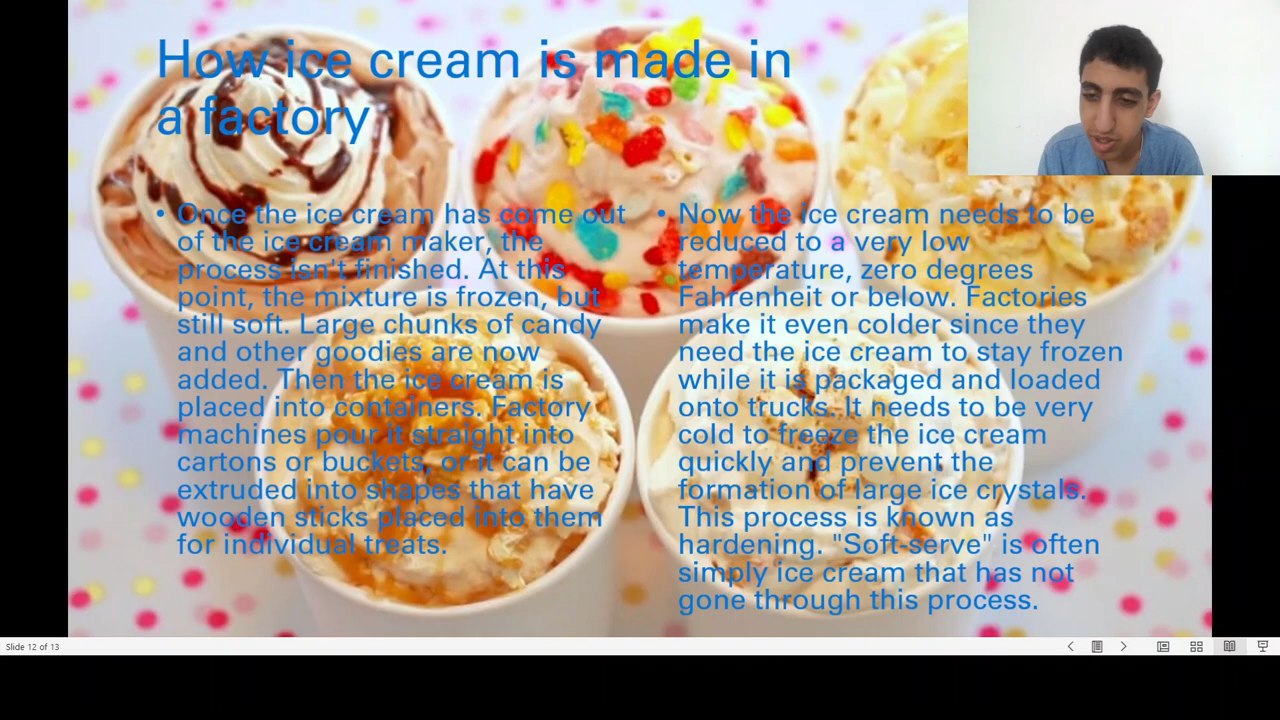 How ice cream is made in
a factory
• Once the ice cream has come out
of the ice cream maker, the
process isn't finished. At this
point, the mixture is frozen, but
still soft. Large chunks of candy
and other goodies are now
added. Then the ice cream is
placed into containers. Factory
machines pour it straight into
cartons or buckets, or it can be
extruded into shapes that have
wooden sticks placed into them
for individual treats.
• Now the ice cream needs to be
reduced to a very low
temperature, zero degrees
Fahrenheit or below. Factories
make it even colder since they
need the ice cream to stay frozen
while it is packaged and loaded
onto trucks. It needs to be very
cold to freeze the ice cream
quickly and prevent the
formation of large ice crystals.
This process is known as
hardening. "Soft-serve" is often
simply ice cream that has not
gone through this process.
Slide 12 of 13